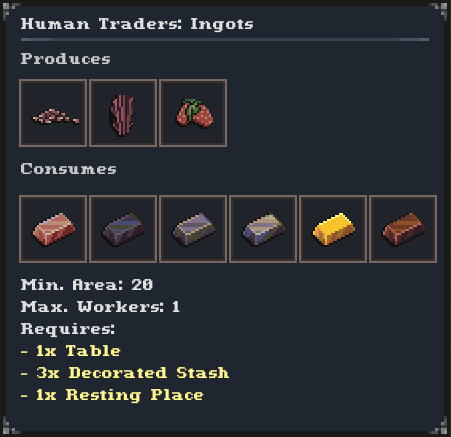 Human Traders: Ingots
Produces
Consumes
Min. Area: 20
Max. Workers: 1
Requires:
- 1x Table
- 3x Decorated Stash
- 1x Resting Place